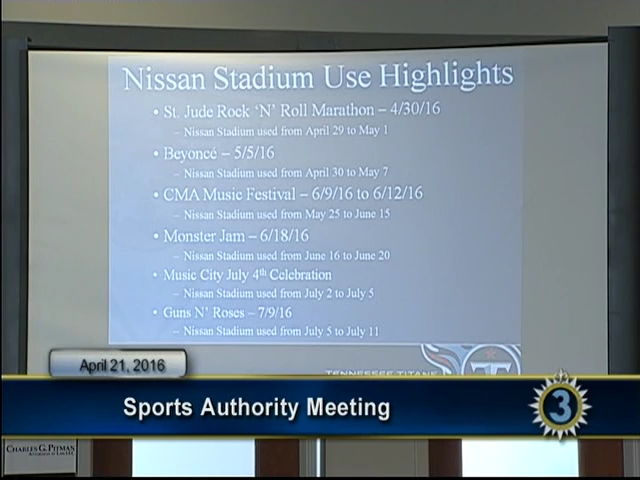 Nissan Stadium Use Highlights
• St. Jude Rock 'N' Roll Marathon – 4/30/16
– Nissan Stadium used from April 29 to May 1
• Beyoncé – 5/5/16
– Nissan Stadium used from April 30 to May 7
• CMA Music Festival – 6/9/16 to 6/12/16
– Nissan Stadium used from May 25 to June 15
• Monster Jam – 6/18/16
– Nissan Stadium used from June 16 to June 20
• Music City July 4th Celebration
– Nissan Stadium used from July 2 to July 5
• Guns N' Roses – 7/9/16
– Nissan Stadium used from July 5 to July 11
TENNESSEE TITANS
April 21, 2016
Sports Authority Meeting
3
CHARLES G. PITMAN